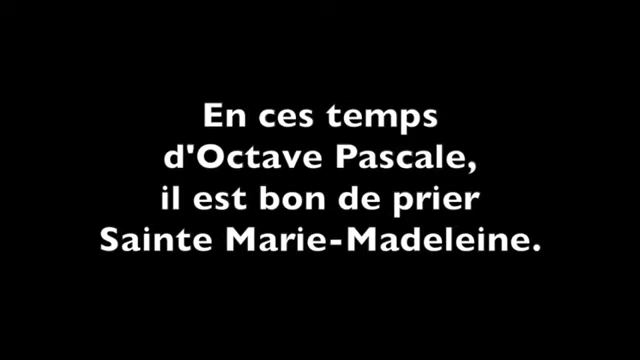 En ces temps
d'Octave Pascale,
il est bon de prier
Sainte Marie-Madeleine.